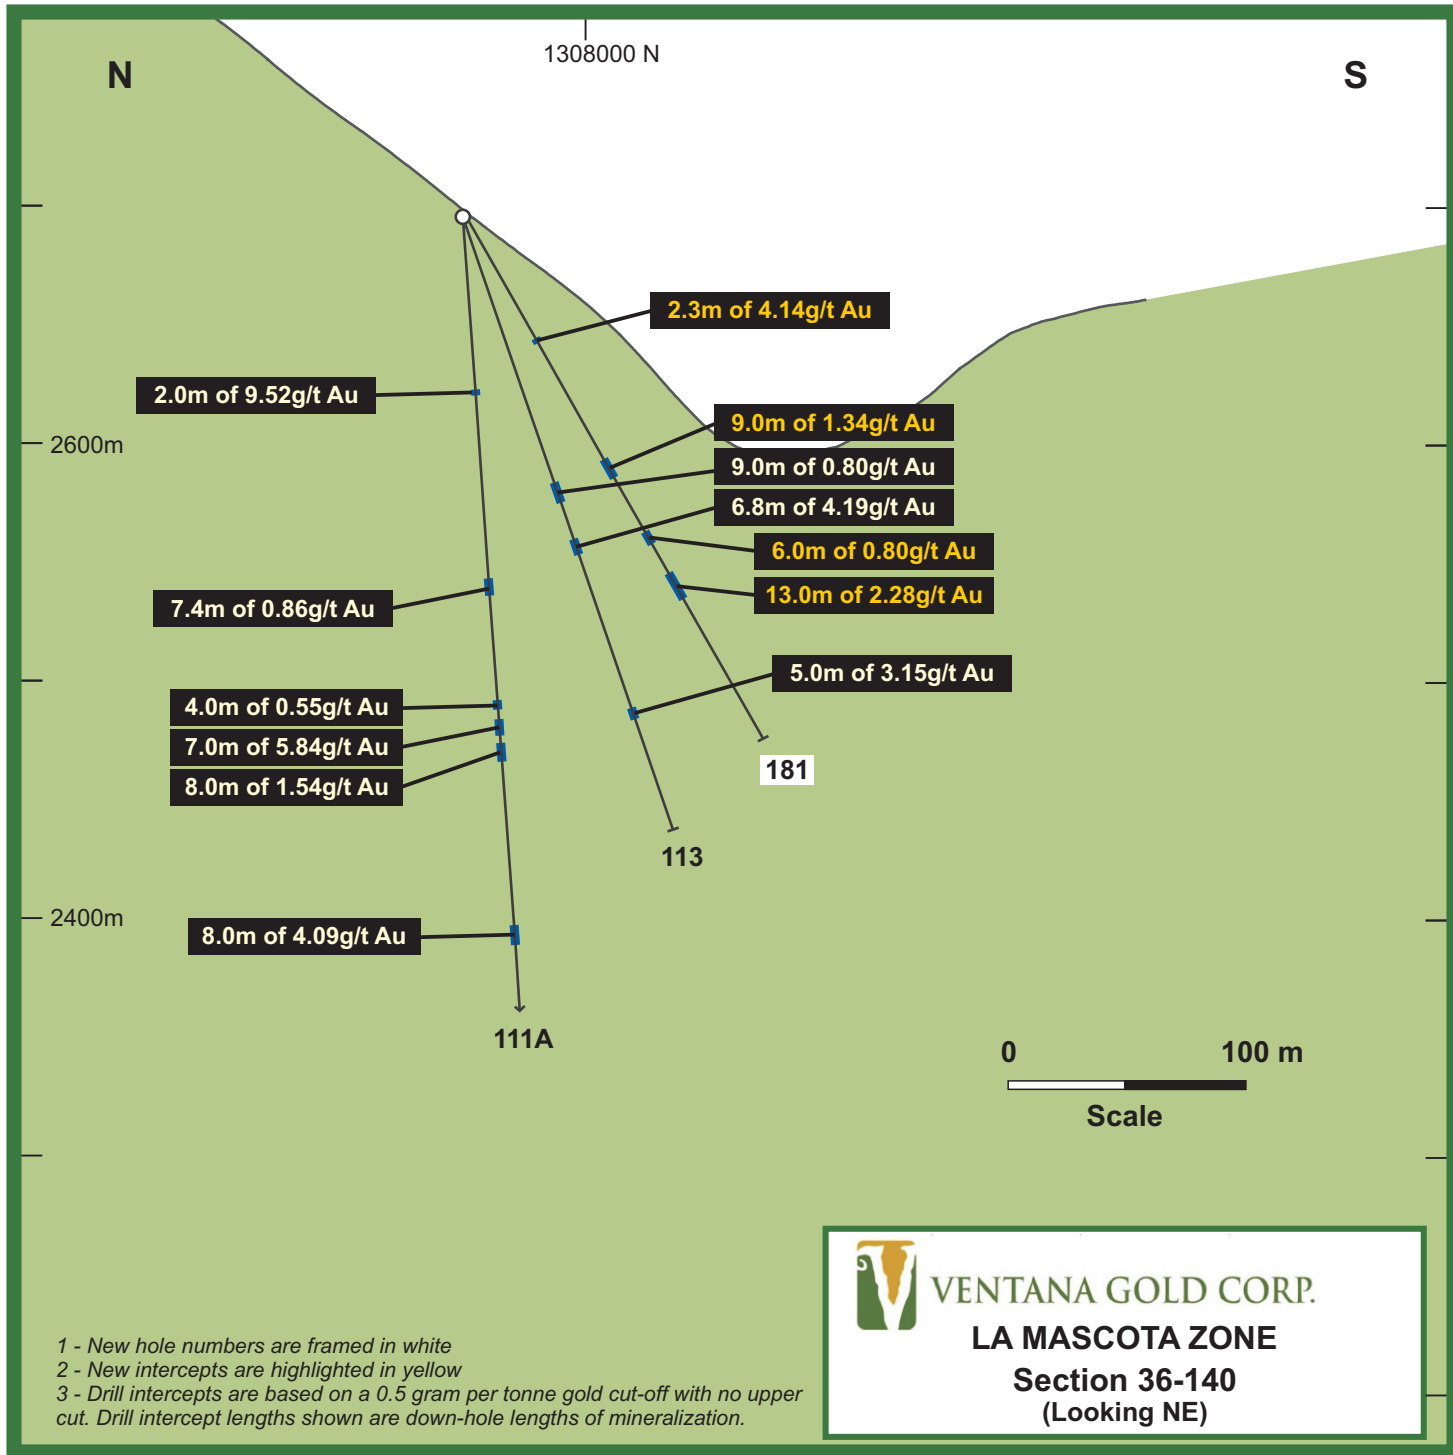 1308000 N
N
S
2.3m of 4.14g/t Au
2.0m of 9.52g/t Au
9.0m of 1.34g/t Au
2600m
9.0m of 0.80g/t Au
6.8m of 4.19g/t Au
6.0m of 0.80g/t Au
13.0m of 2.28g/t Au
7.4m of 0.86g/t Au
5.0m of 3.15g/t Au
4.0m of 0.55g/t Au
7.0m of 5.84g/t Au
8.0m of 1.54g/t Au
181
113
2400m
8.0m of 4.09g/t Au
111A
0 100 m
Scale
VENTANA GOLD CORP.
LA MASCOTA ZONE
Section 36-140
(Looking NE)
1 - New hole numbers are framed in white
2 - New intercepts are highlighted in yellow
3 - Drill intercepts are based on a 0.5 gram per tonne gold cut-off with no upper
cut. Drill intercept lengths shown are down-hole lengths of mineralization.